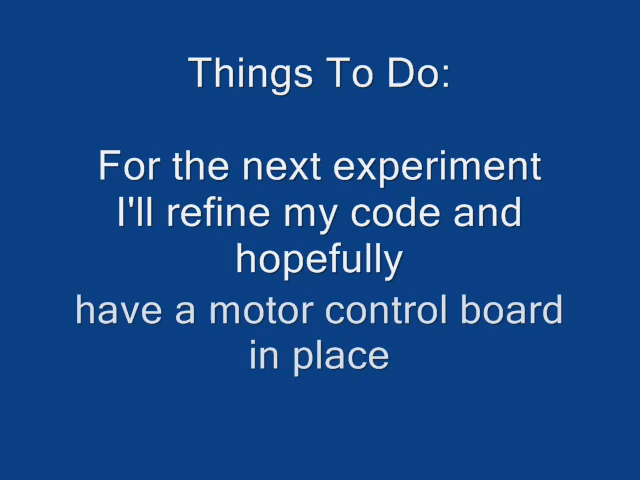 Things To Do:
For the next experiment
I'll refine my code and
hopefully
have a motor control board
in place